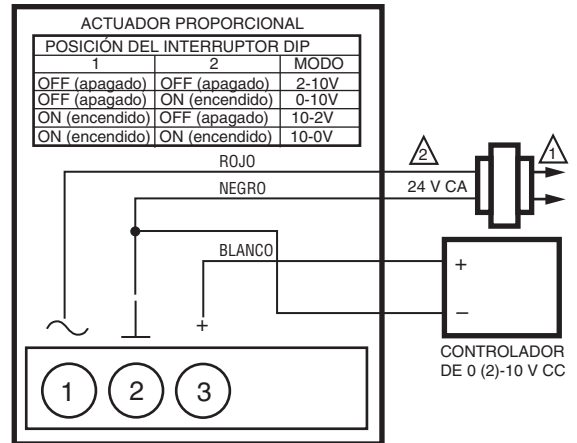 ACTUADOR PROPORCIONAL
POSICIÓN DEL INTERRUPTOR DIP
1 2 MODO
OFF (apagado) OFF (apagado) 2-10V
OFF (apagado) ON (encendido) 0-10V
ON (encendido) OFF (apagado) 10-2V
ON (encendido) ON (encendido) 10-0V
ROJO
2
1
NEGRO
24 V CA
BLANCO
+
–
+
CONTROLADOR
DE 0 (2)-10 V CC
1 2 3